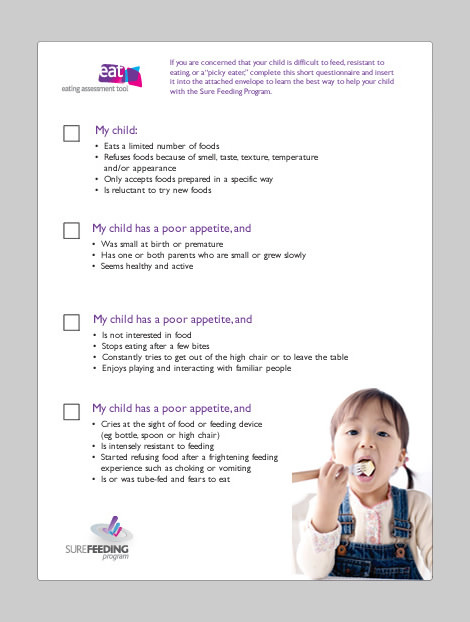 eat
eating assessment tool
If you are concerned that your child is difficult to feed, resistant to
eating, or a "picky eater," complete this short questionnaire and insert
it into the attached envelope to learn the best way to help your child
with the Sure Feeding Program.
My child:
• Eats a limited number of foods
• Refuses foods because of smell, taste, texture, temperature
and/or appearance
• Only accepts foods prepared in a specific way
• Is reluctant to try new foods
My child has a poor appetite, and
• Was small at birth or premature
• Has one or both parents who are small or grew slowly
• Seems healthy and active
My child has a poor appetite, and
• Is not interested in food
• Stops eating after a few bites
• Constantly tries to get out of the high chair or to leave the table
• Enjoys playing and interacting with familiar people
My child has a poor appetite, and
• Cries at the sight of food or feeding device
(eg bottle, spoon or high chair)
• Is intensely resistant to feeding
• Started refusing food after a frightening feeding
experience such as choking or vomiting
• Is or was tube-fed and fears to eat
SUREFEEDING
program